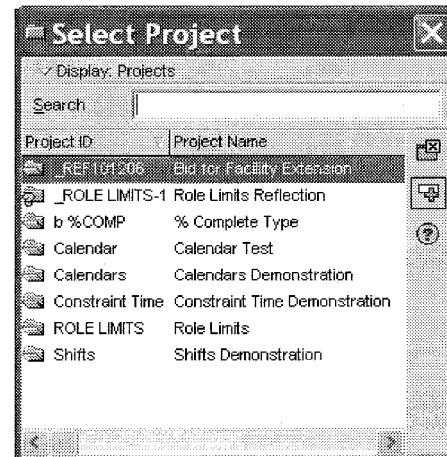 Select Project
Display: Projects
Search
Project ID Project Name
_REF101206 Bid for Facility Extension
_ROLE LIMITS-1 Role Limits Reflection
b %COMP % Complete Type
Calendar Calendar Test
Calendars Calendars Demonstration
Constraint Time Constraint Time Demonstration
ROLE LIMITS Role Limits
Shifts Shifts Demonstration